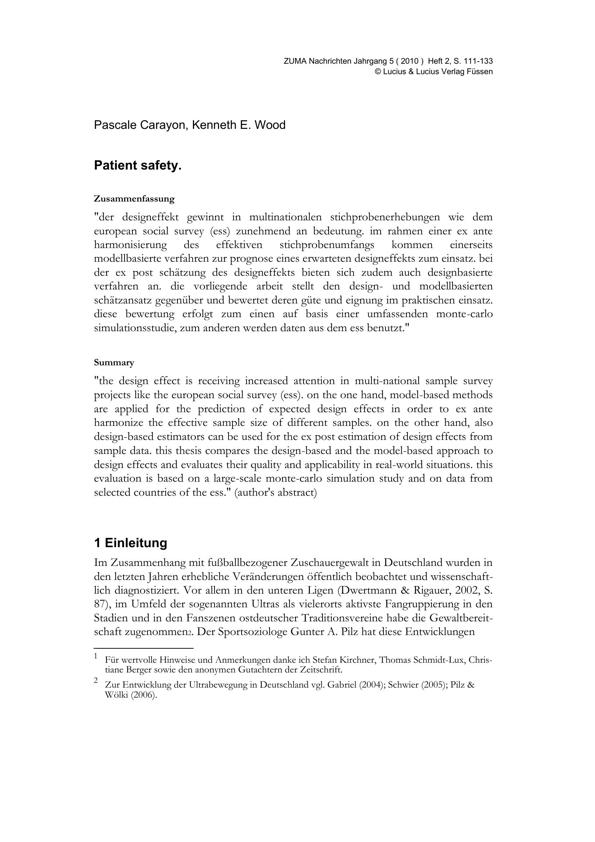 ZUMA Nachrichten Jahrgang 5 ( 2010 ) Heft 2, S. 111-133
© Lucius & Lucius Verlag Füssen
Pascale Carayon, Kenneth E. Wood
Patient safety.
Zusammenfassung
"der designeffekt gewinnt in multinationalen stichprobenerhebungen wie dem
european social survey (ess) zunehmend an bedeutung. im rahmen einer ex ante
harmonisierung des effektiven stichprobenumfangs kommen einerseits
modellbasierte verfahren zur prognose eines erwarteten designeffekts zum einsatz. bei
der ex post schätzung des designeffekts bieten sich zudem auch designbasierte
verfahren an. die vorliegende arbeit stellt den design- und modellbasierten
schätzansatz gegenüber und bewertet deren güte und eignung im praktischen einsatz.
diese bewertung erfolgt zum einen auf basis einer umfassenden monte-carlo
simulationsstudie, zum anderen werden daten aus dem ess benutzt."
Summary
"the design effect is receiving increased attention in multi-national sample survey
projects like the european social survey (ess). on the one hand, model-based methods
are applied for the prediction of expected design effects in order to ex ante
harmonize the effective sample size of different samples. on the other hand, also
design-based estimators can be used for the ex post estimation of design effects from
sample data. this thesis compares the design-based and the model-based approach to
design effects and evaluates their quality and applicability in real-world situations. this
evaluation is based on a large-scale monte-carlo simulation study and on data from
selected countries of the ess." (author's abstract)
1 Einleitung
Im Zusammenhang mit fußballbezogener Zuschauergewalt in Deutschland wurden in
den letzten Jahren erhebliche Veränderungen öffentlich beobachtet und wissenschaft-
lich diagnostiziert. Vor allem in den unteren Ligen (Dwertmann & Rigauer, 2002, S.
87), im Umfeld der sogenannten Ultras als vielerorts aktivste Fangruppierung in den
Stadien und in den Fanszenen ostdeutscher Traditionsvereine habe die Gewaltbereit-
schaft zugenommen2. Der Sportsoziologe Gunter A. Pilz hat diese Entwicklungen
1 Für wertvolle Hinweise und Anmerkungen danke ich Stefan Kirchner, Thomas Schmidt-Lux, Chris-
tiane Berger sowie den anonymen Gutachtern der Zeitschrift.
2 Zur Entwicklung der Ultrabewegung in Deutschland vgl. Gabriel (2004); Schwier (2005); Pilz &
Wölki (2006).